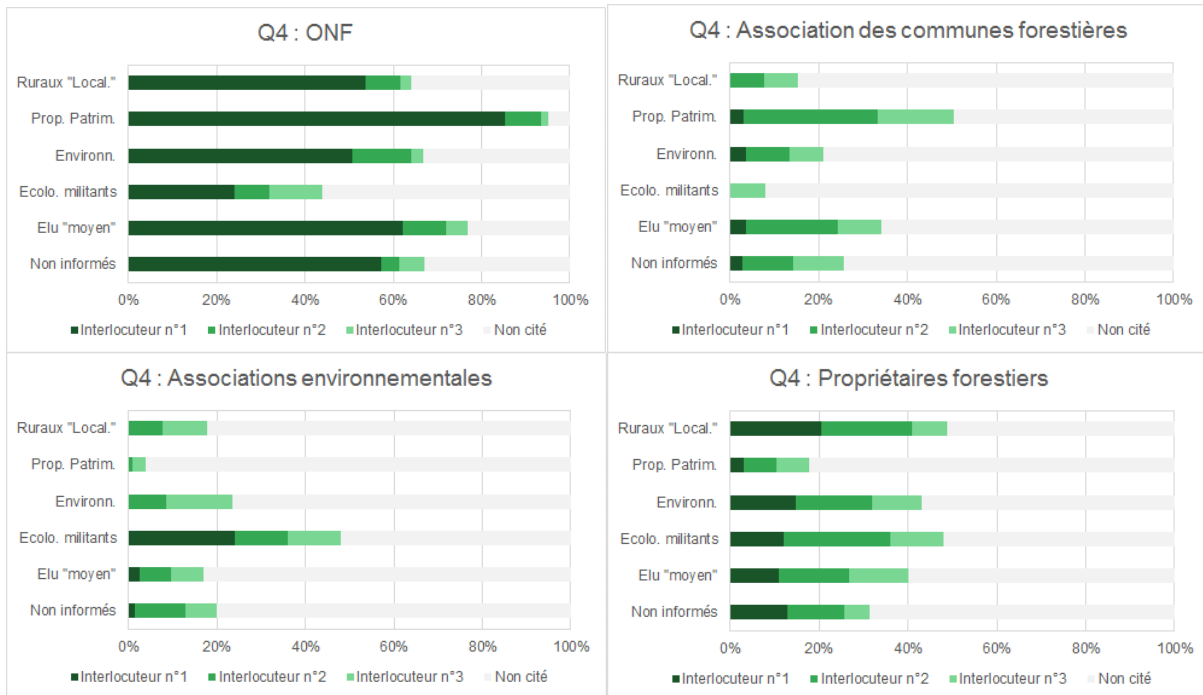 Q4 : ONF
Ruraux "Local."
Prop. Patrim.
Environn.
Ecolo. militants
Elu "moyen"
Non informés
0% 20% 40% 60% 80% 100%
Interlocuteur n°1 Interlocuteur n°2 Interlocuteur n°3 Non cité
Q4 : Association des communes forestières
Ruraux "Local."
Prop. Patrim.
Environn.
Ecolo. militants
Elu "moyen"
Non informés
0% 20% 40% 60% 80% 100%
Interlocuteur n°1 Interlocuteur n°2 Interlocuteur n°3 Non cité
Q4 : Associations environnementales
Ruraux "Local."
Prop. Patrim.
Environn.
Ecolo. militants
Elu "moyen"
Non informés
0% 20% 40% 60% 80% 100%
Interlocuteur n°1 Interlocuteur n°2 Interlocuteur n°3 Non cité
Q4 : Propriétaires forestiers
Ruraux "Local."
Prop. Patrim.
Environn.
Ecolo. militants
Elu "moyen"
Non informés
0% 20% 40% 60% 80% 100%
Interlocuteur n°1 Interlocuteur n°2 Interlocuteur n°3 Non cité